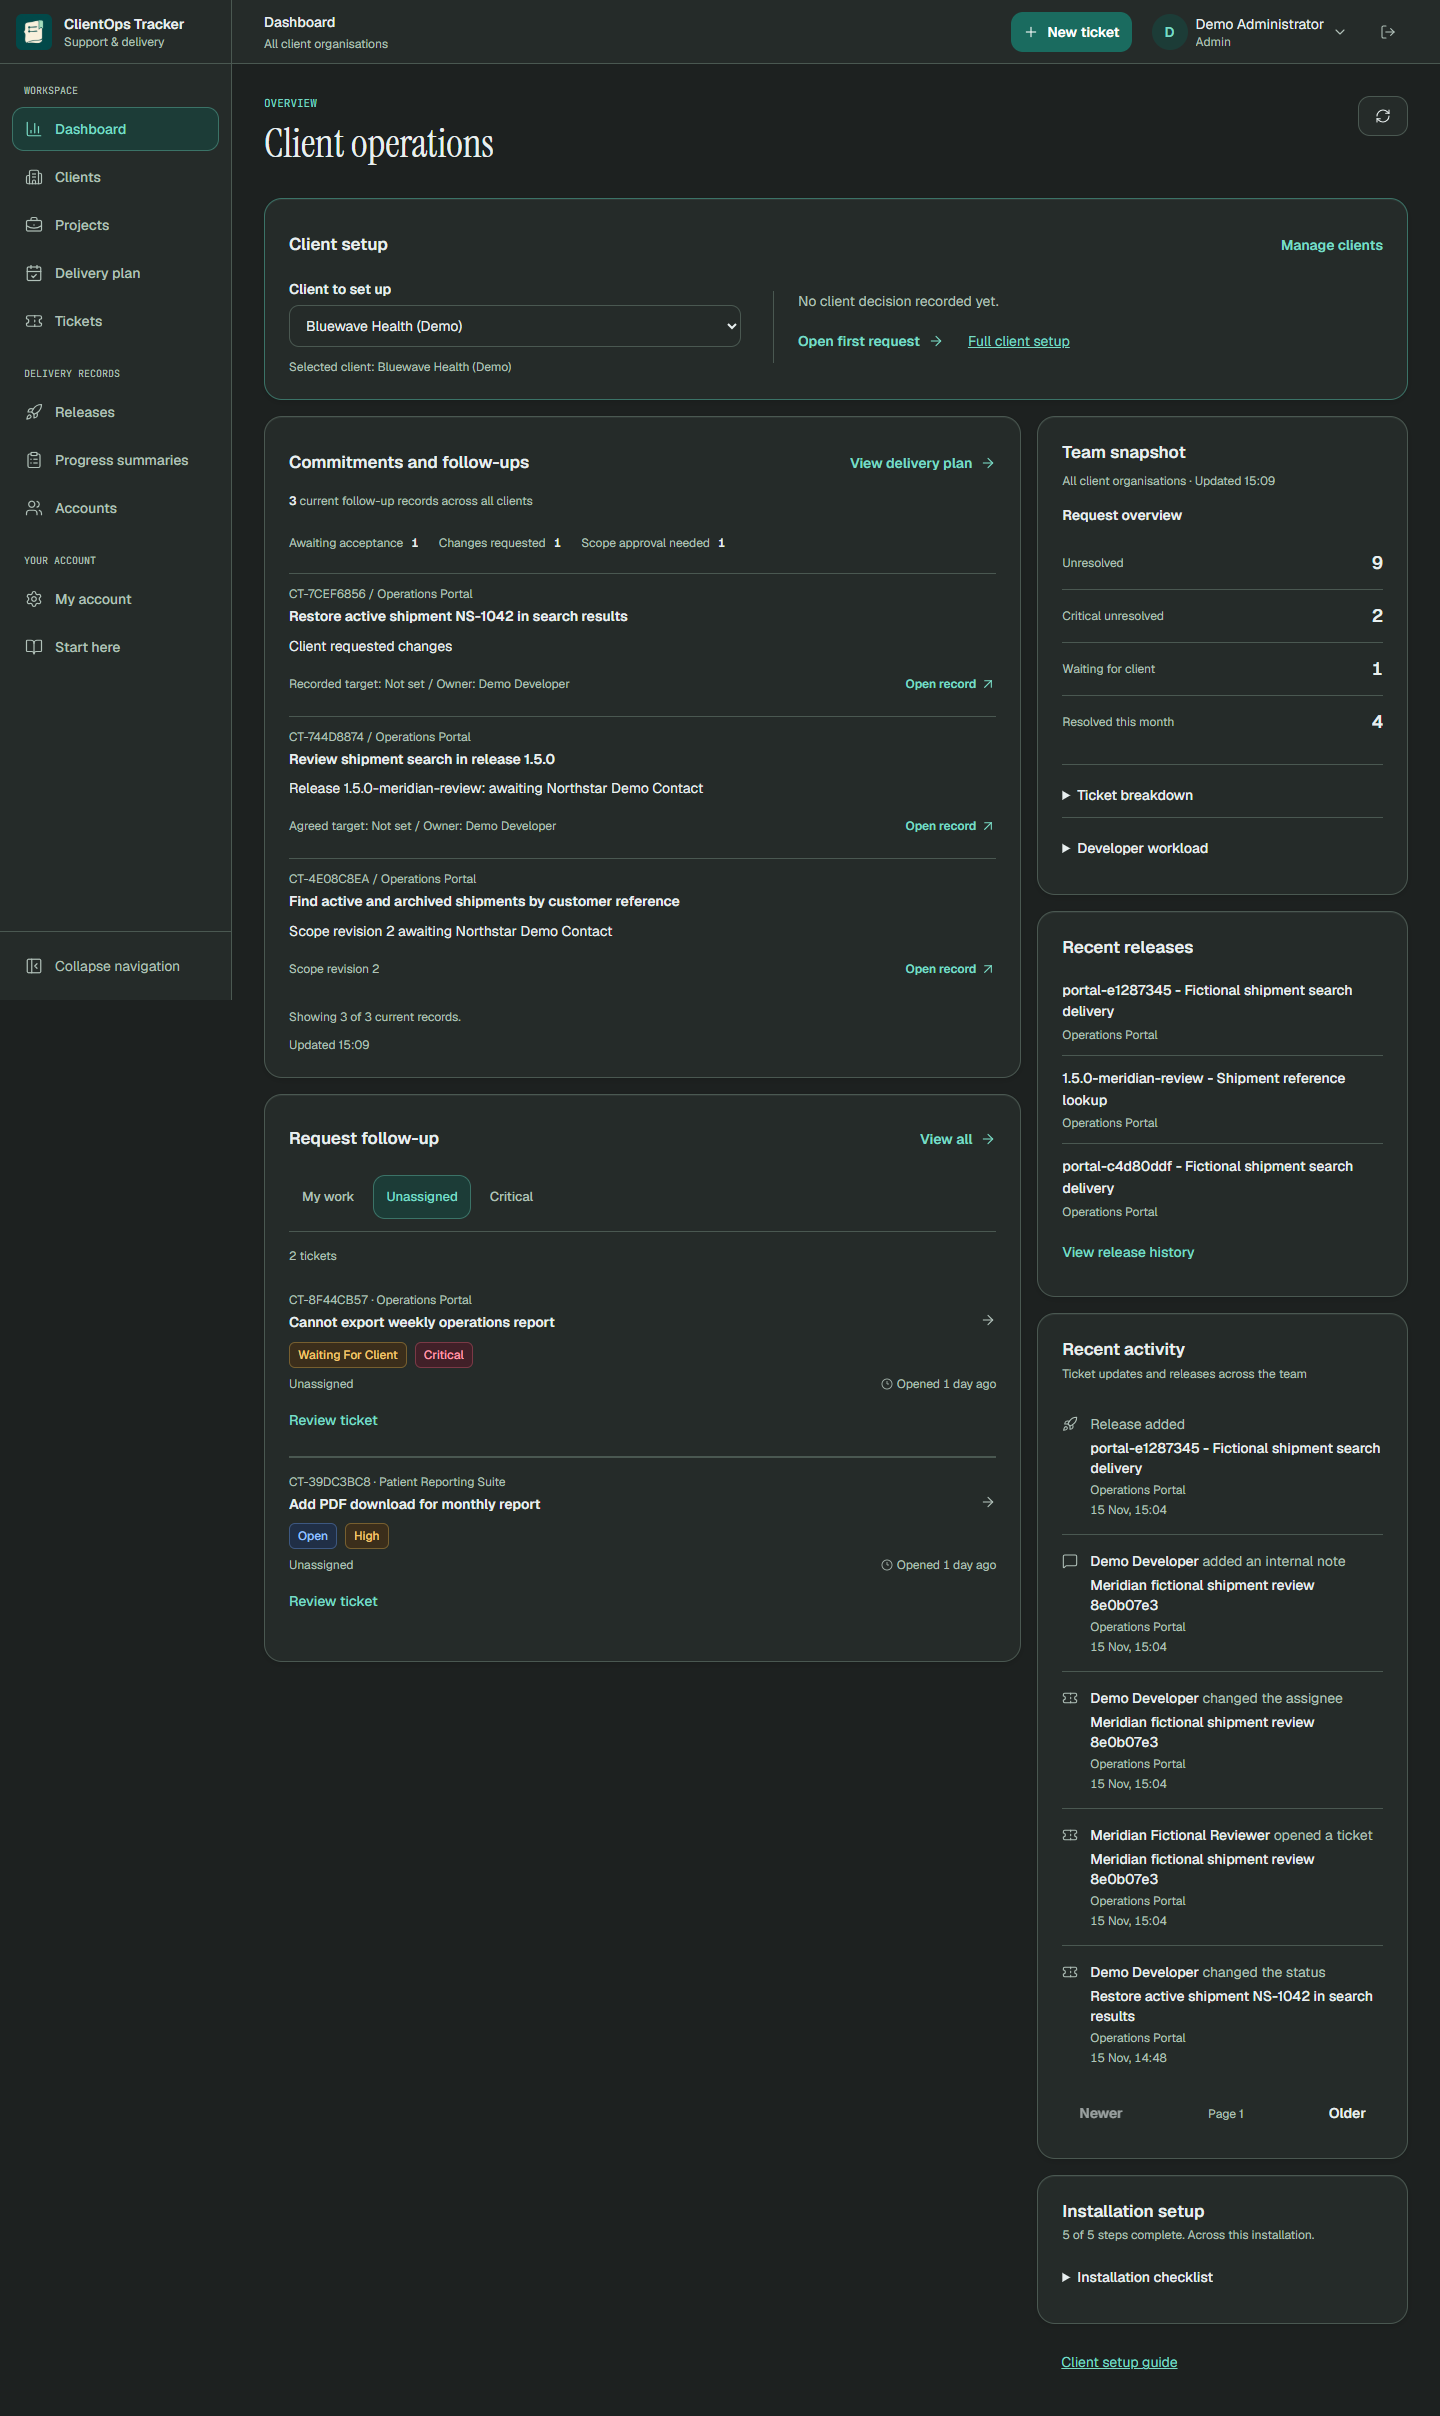 ClientOps Tracker
Support & delivery
Dashboard
All client organisations
New ticket
D
Demo Administrator
Admin
WORKSPACE
Dashboard
Clients
Projects
Delivery plan
Tickets
DELIVERY RECORDS
Releases
Progress summaries
Accounts
YOUR ACCOUNT
My account
Start here
Collapse navigation
OVERVIEW
Client operations
Client setup
Manage clients
Client to set up
Bluewave Health (Demo)
Selected client: Bluewave Health (Demo)
No client decision recorded yet.
Open first request
Full client setup
Commitments and follow-ups
View delivery plan
3 current follow-up records across all clients
Awaiting acceptance 1 Changes requested 1 Scope approval needed 1
CT-7CEF6856 / Operations Portal
Restore active shipment NS-1042 in search results
Client requested changes
Recorded target: Not set / Owner: Demo Developer
Open record
CT-744D8874 / Operations Portal
Review shipment search in release 1.5.0
Release 1.5.0-meridian-review: awaiting Northstar Demo Contact
Agreed target: Not set / Owner: Demo Developer
Open record
CT-4E08C8EA / Operations Portal
Find active and archived shipments by customer reference
Scope revision 2 awaiting Northstar Demo Contact
Scope revision 2
Open record
Showing 3 of 3 current records.
Updated 15:09
Request follow-up
View all
My work
Unassigned
Critical
2 tickets
CT-8F44CB57 · Operations Portal
Cannot export weekly operations report
Waiting For Client
Critical
Unassigned
Opened 1 day ago
Review ticket
CT-39DC3BC8 · Patient Reporting Suite
Add PDF download for monthly report
Open
High
Unassigned
Opened 1 day ago
Review ticket
Team snapshot
All client organisations · Updated 15:09
Request overview
Unresolved 9
Critical unresolved 2
Waiting for client 1
Resolved this month 4
Ticket breakdown
Developer workload
Recent releases
portal-e1287345 - Fictional shipment search
delivery
Operations Portal
1.5.0-meridian-review - Shipment reference
lookup
Operations Portal
portal-c4d80ddf - Fictional shipment search
delivery
Operations Portal
View release history
Recent activity
Ticket updates and releases across the team
Release added
portal-e1287345 - Fictional shipment search
delivery
Operations Portal
15 Nov, 15:04
Demo Developer added an internal note
Meridian fictional shipment review
8e0b07e3
Operations Portal
15 Nov, 15:04
Demo Developer changed the assignee
Meridian fictional shipment review
8e0b07e3
Operations Portal
15 Nov, 15:04
Meridian Fictional Reviewer opened a ticket
Meridian fictional shipment review
8e0b07e3
Operations Portal
15 Nov, 15:04
Demo Developer changed the status
Restore active shipment NS-1042 in search
results
Operations Portal
15 Nov, 14:48
Newer
Page 1
Older
Installation setup
5 of 5 steps complete. Across this installation.
Installation checklist
Client setup guide